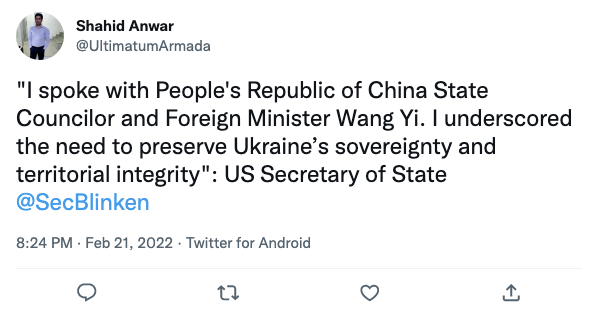 Shahid Anwar
@UltimatumArmada
"I spoke with People's Republic of China State
Councilor and Foreign Minister Wang Yi. I underscored
the need to preserve Ukraine’s sovereignty and
territorial integrity": US Secretary of State
@SecBlinken
8:24 PM · Feb 21, 2022 · Twitter for Android